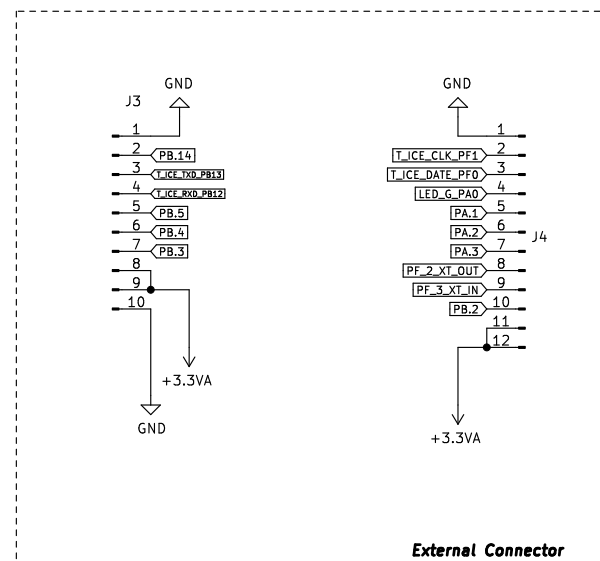 GND
J3
1
2
PB.14
3
T_ICE_TXD_PB13
4
T_ICE_RXD_PB12
5
PB.5
6
PB.4
7
PB.3
8
9
10
+3.3VA
GND
GND
1
T_ICE_CLK_PF1
2
T_ICE_DATE_PF0
3
LED_G_PA0
4
PA.1
5
PA.2
6
J4
PA.3
7
PF_2_XT_OUT
8
PF_3_XT_IN
9
PB.2
10
11
12
+3.3VA
External Connector